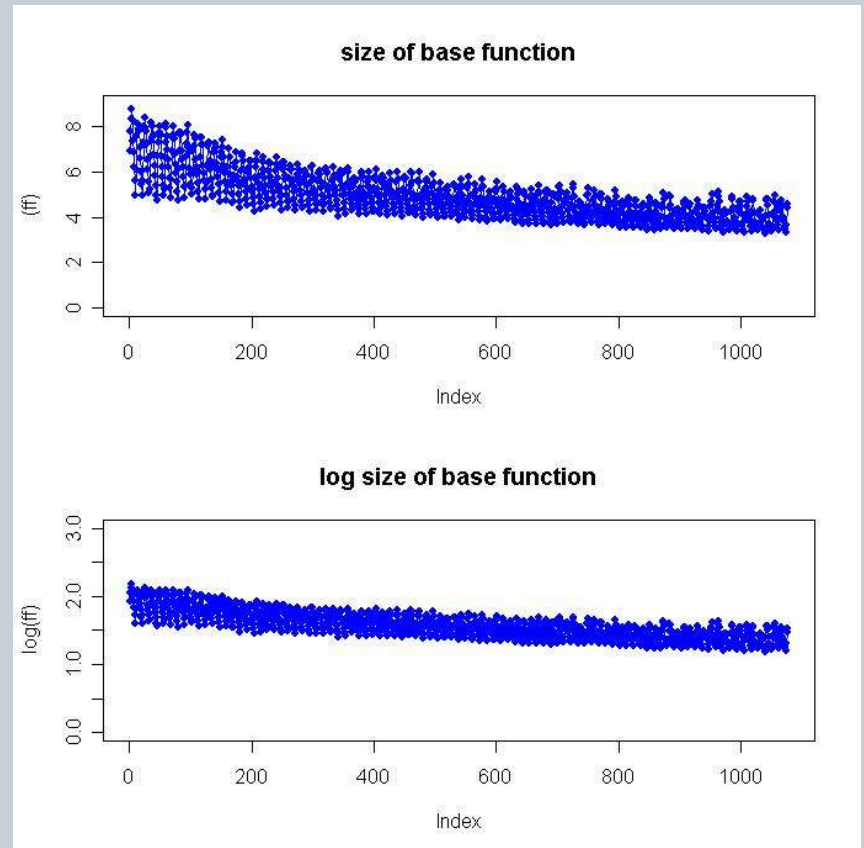 size of base function
(ff)
8
6
4
2
0
0 200 400 600 800 1000
Index
log size of base function
log(ff)
3.0
2.0
1.0
0.0
0 200 400 600 800 1000
Index